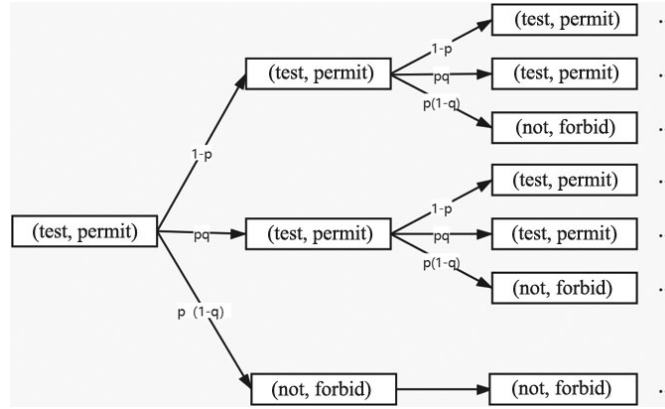 (test, permit)
1-p
(test, permit)
pq
(test, permit)
p(1-q)
(not, forbid)
1-p
(test, permit)
1-p
(test, permit)
pq
(test, permit)
pq
(test, permit)
p(1-q)
(not, forbid)
p (1-q)
(not, forbid)
(not, forbid)